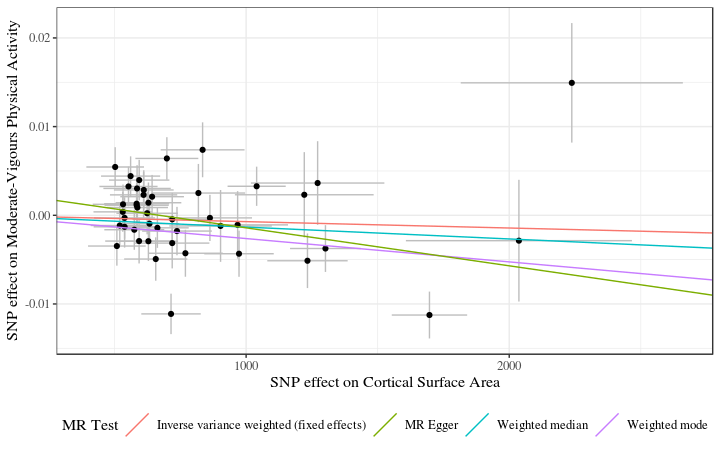 SNP effect on Moderate-Vigours Physical Activity
0.02
0.01
0.00
-0.01
1000
2000
SNP effect on Cortical Surface Area
MR Test
Inverse variance weighted (fixed effects)
MR Egger
Weighted median
Weighted mode